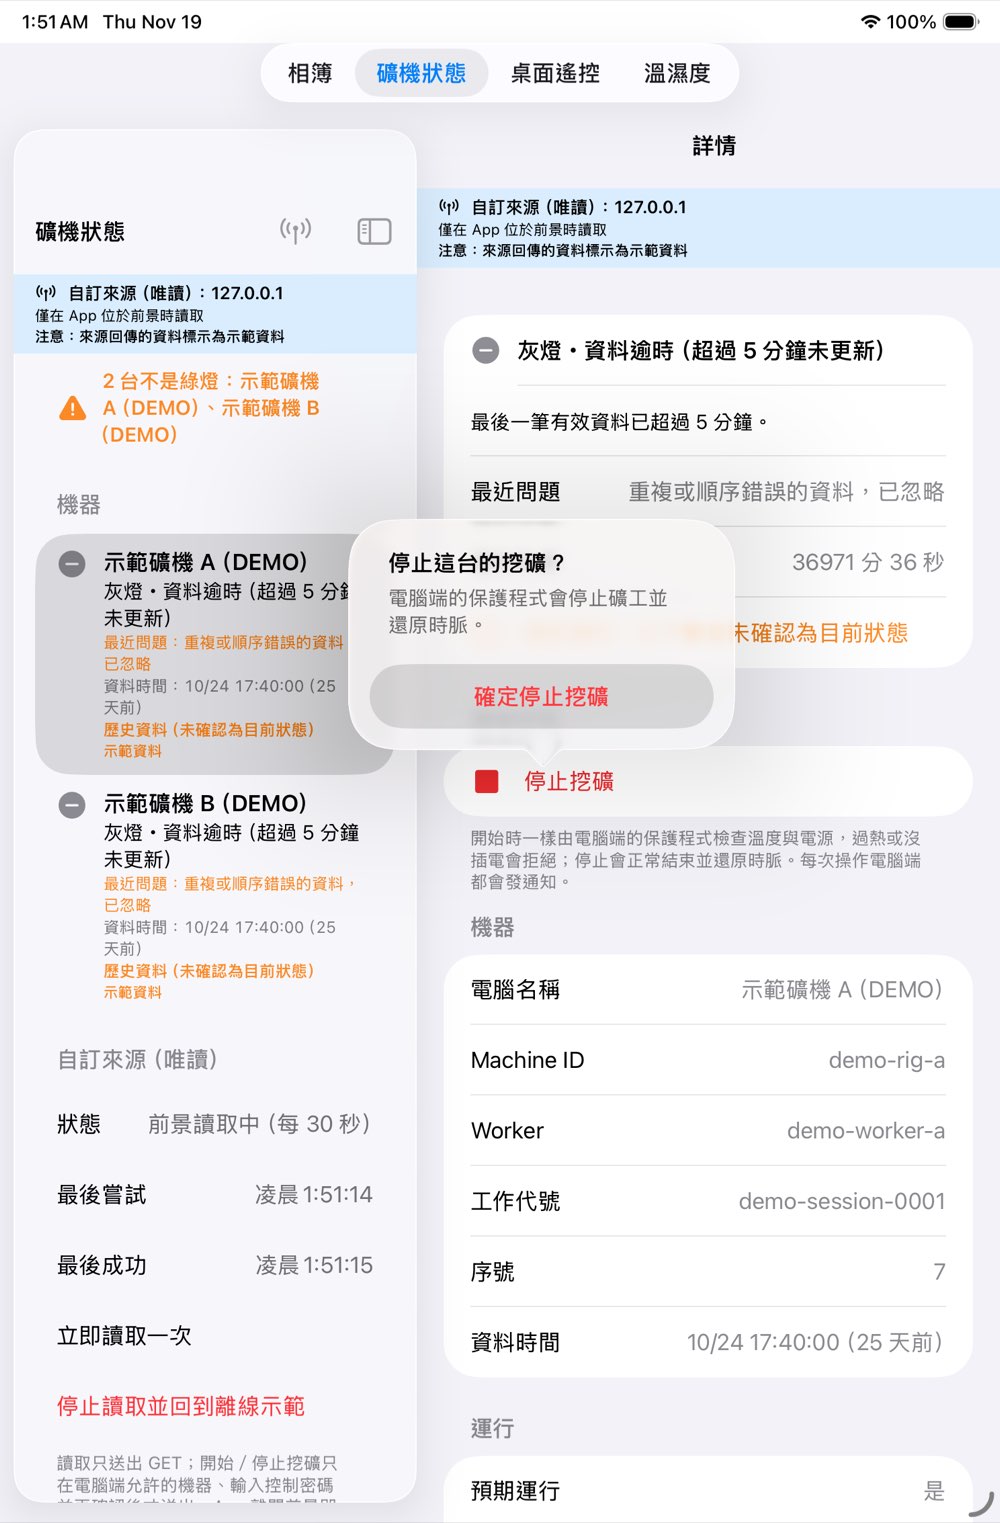 1:51 AM Thu Nov 19
100%
相簿
礦機狀態
桌面遙控
溫濕度
礦機狀態
自訂來源（唯讀）：127.0.0.1
僅在 App 位於前景時讀取
注意：來源回傳的資料標示為示範資料
2 台不是綠燈：示範礦機
A（DEMO）、示範礦機 B
（DEMO）
機器
示範礦機 A（DEMO）
灰燈・資料逾時（超過 5 分鐘
未更新）
最近問題：重複或順序錯誤的資料
已忽略
資料時間：10/24 17:40:00（25
天前）
歷史資料（未確認為目前狀態）
示範資料
示範礦機 B（DEMO）
灰燈・資料逾時（超過 5 分鐘
未更新）
最近問題：重複或順序錯誤的資料，
已忽略
資料時間：10/24 17:40:00（25
天前）
歷史資料（未確認為目前狀態）
示範資料
自訂來源（唯讀）
狀態 前景讀取中（每 30 秒）
最後嘗試 凌晨 1:51:14
最後成功 凌晨 1:51:15
立即讀取一次
停止讀取並回到離線示範
讀取只送出 GET；開始 / 停止挖礦只
在電腦端允許的機器、輸入控制密碼
詳情
自訂來源（唯讀）：127.0.0.1
僅在 App 位於前景時讀取
注意：來源回傳的資料標示為示範資料
灰燈・資料逾時（超過 5 分鐘未更新）
最後一筆有效資料已超過 5 分鐘。
最近問題 重複或順序錯誤的資料，已忽略
36971 分 36 秒
未確認為目前狀態
停止這台的挖礦？
電腦端的保護程式會停止礦工並
還原時脈。
確定停止挖礦
停止挖礦
開始時一樣由電腦端的保護程式檢查溫度與電源，過熱或沒
插電會拒絕；停止會正常結束並還原時脈。每次操作電腦端
都會發通知。
機器
電腦名稱 示範礦機 A（DEMO）
Machine ID demo-rig-a
Worker demo-worker-a
工作代號 demo-session-0001
序號 7
資料時間 10/24 17:40:00（25 天前）
運行
預期運行 是